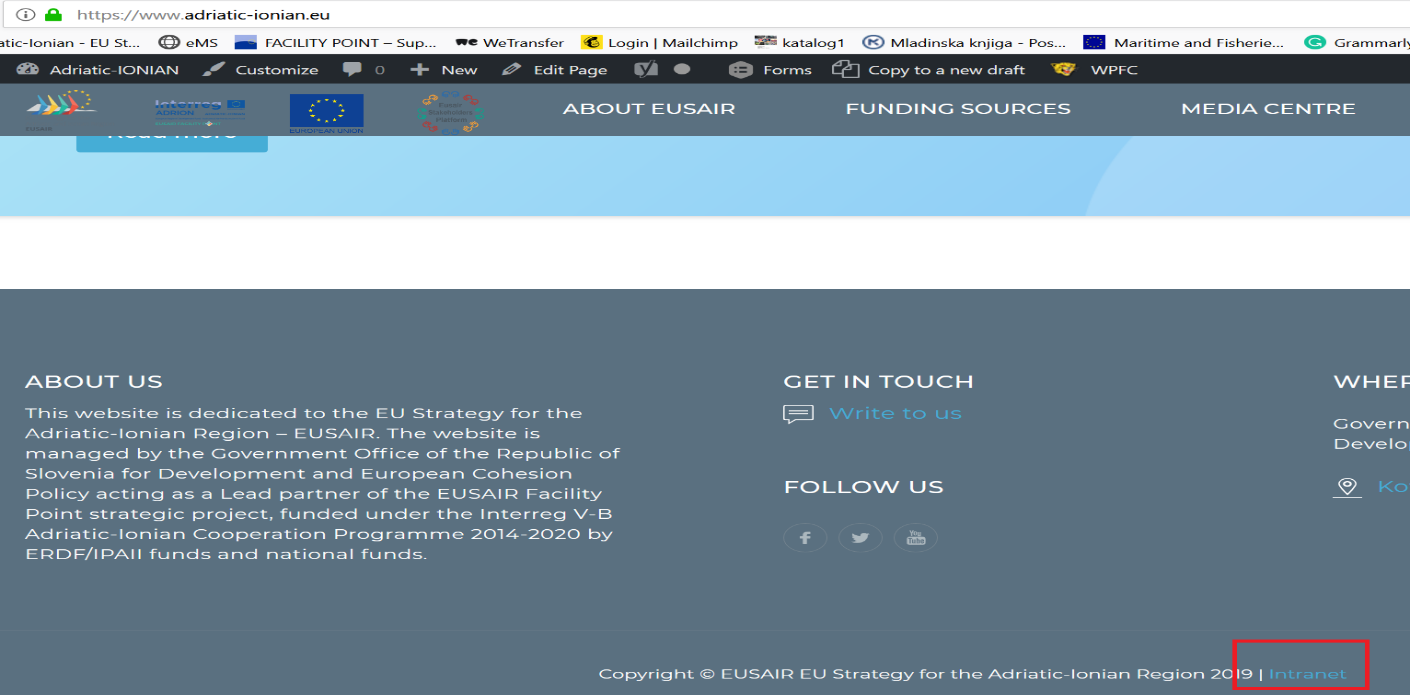 https://www.adriatic-ionian.eu
atic-Ionian - EU St... eMS FACILITY POINT – Sup... we WeTransfer Login | Mailchimp katalog1 Mladinska knjiga - Pos... Maritime and Fisherie... Grammarly
Adriatic-IONIAN Customize 0 New Edit Page Forms Copy to a new draft WPFC
EUSAIR Interreg ADRION EUROPEAN UNION Eusair Stakeholders Platform ABOUT EUSAIR FUNDING SOURCES MEDIA CENTRE
Read more
ABOUT US
This website is dedicated to the EU Strategy for the
Adriatic-Ionian Region – EUSAIR. The website is
managed by the Government Office of the Republic of
Slovenia for Development and European Cohesion
Policy acting as a Lead partner of the EUSAIR Facility
Point strategic project, funded under the Interreg V-B
Adriatic-Ionian Cooperation Programme 2014-2020 by
ERDF/IPAII funds and national funds.
GET IN TOUCH
Write to us
FOLLOW US
You Tube
WHER
Govern
Develo
Ko
Copyright © EUSAIR EU Strategy for the Adriatic-Ionian Region 2019 | Intranet